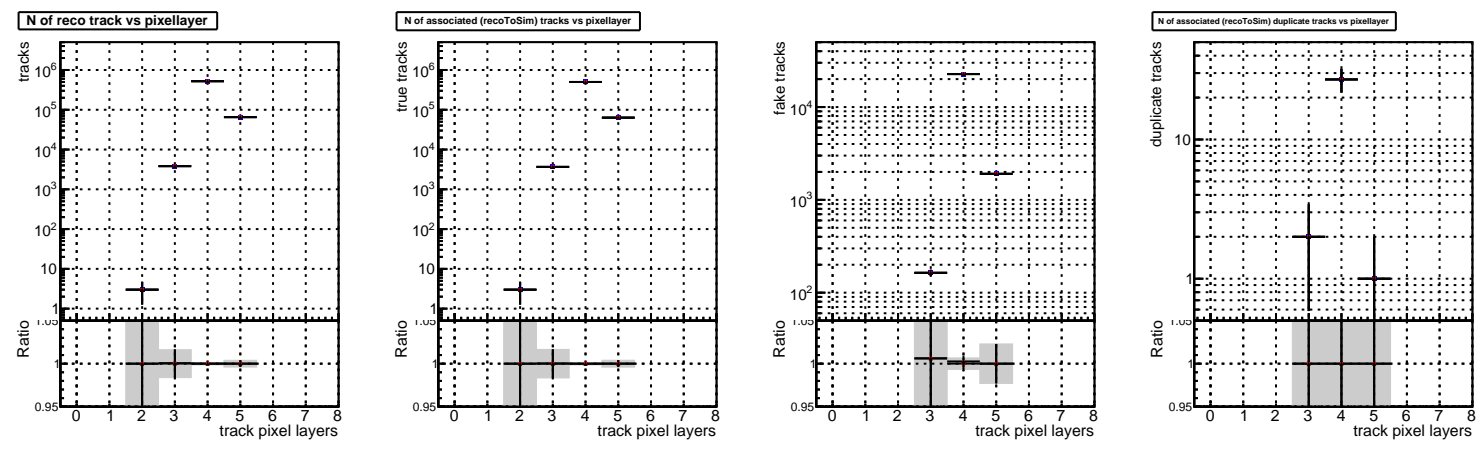 N of reco track vs pixellayer
tracks
10^6
10^5
10^4
10^3
10^2
10
1
Ratio
1.05
1
0.95
0 1 2 3 4 5 6 7 8
track pixel layers
N of associated (recoToSim) tracks vs pixellayer
true tracks
10^6
10^5
10^4
10^3
10^2
10
1
Ratio
1.05
1
0.95
0 1 2 3 4 5 6 7 8
track pixel layers
fake tracks
10^4
10^3
10^2
Ratio
1.05
1
0.95
0 1 2 3 4 5 6 7 8
track pixel layers
N of associated (recoToSim) duplicate tracks vs pixellayer
duplicate tracks
10
1
Ratio
1.05
1
0.95
0 1 2 3 4 5 6 7 8
track pixel layers